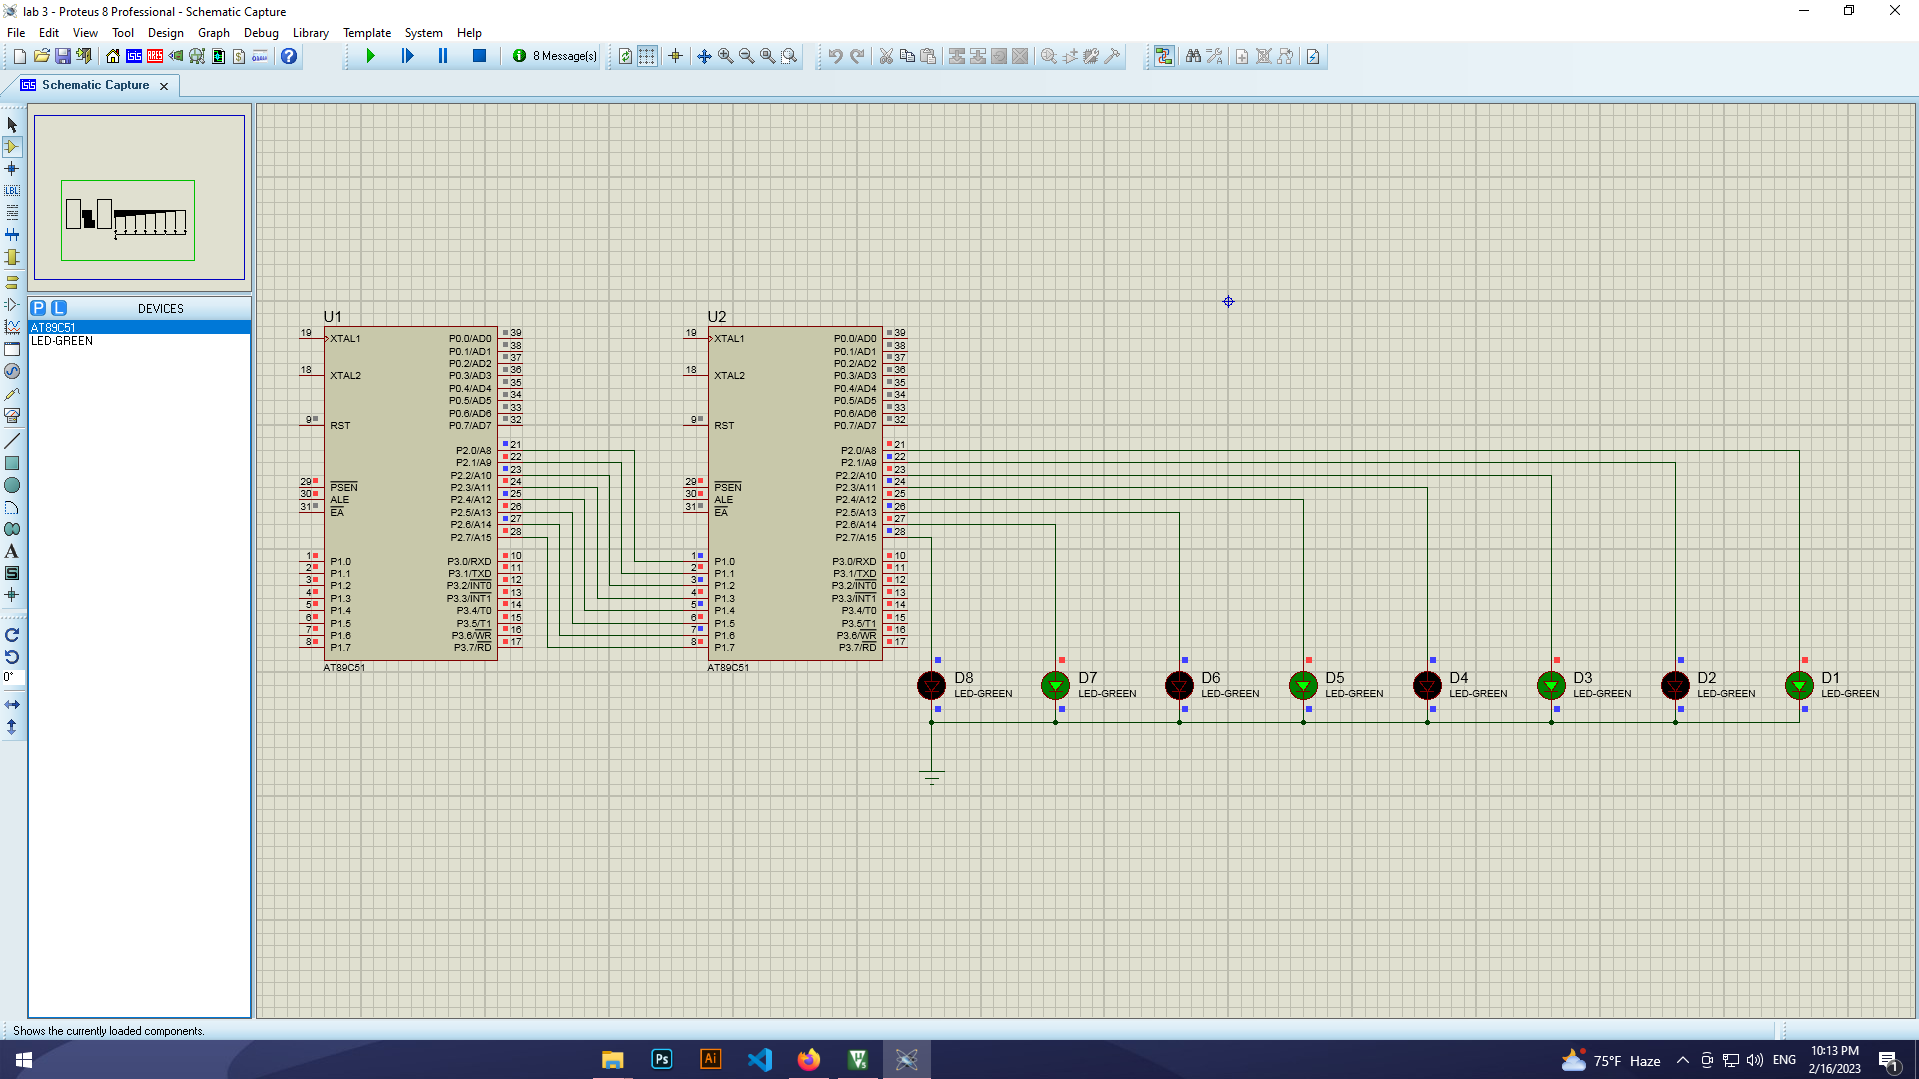 lab 3 - Proteus 8 Professional - Schematic Capture
File Edit View Tool Design Graph Debug Library Template System Help
8 Message(s)
Schematic Capture
LBL
A
S
0°
P L DEVICES
AT89C51
LED-GREEN
U1
19 XTAL1
18 XTAL2
9 RST
29 PSEN
30 ALE
31 EA
1 P1.0
2 P1.1
3 P1.2
4 P1.3
5 P1.4
6 P1.5
7 P1.6
8 P1.7
P0.0/AD0 39
P0.1/AD1 38
P0.2/AD2 37
P0.3/AD3 36
P0.4/AD4 35
P0.5/AD5 34
P0.6/AD6 33
P0.7/AD7 32
P2.0/A8 21
P2.1/A9 22
P2.2/A10 23
P2.3/A11 24
P2.4/A12 25
P2.5/A13 26
P2.6/A14 27
P2.7/A15 28
P3.0/RXD 10
P3.1/TXD 11
P3.2/INT0 12
P3.3/INT1 13
P3.4/T0 14
P3.5/T1 15
P3.6/WR 16
P3.7/RD 17
AT89C51
U2
19 XTAL1
18 XTAL2
9 RST
29 PSEN
30 ALE
31 EA
1 P1.0
2 P1.1
3 P1.2
4 P1.3
5 P1.4
6 P1.5
7 P1.6
8 P1.7
P0.0/AD0 39
P0.1/AD1 38
P0.2/AD2 37
P0.3/AD3 36
P0.4/AD4 35
P0.5/AD5 34
P0.6/AD6 33
P0.7/AD7 32
P2.0/A8 21
P2.1/A9 22
P2.2/A10 23
P2.3/A11 24
P2.4/A12 25
P2.5/A13 26
P2.6/A14 27
P2.7/A15 28
P3.0/RXD 10
P3.1/TXD 11
P3.2/INT0 12
P3.3/INT1 13
P3.4/T0 14
P3.5/T1 15
P3.6/WR 16
P3.7/RD 17
AT89C51
D8
LED-GREEN
D7
LED-GREEN
D6
LED-GREEN
D5
LED-GREEN
D4
LED-GREEN
D3
LED-GREEN
D2
LED-GREEN
D1
LED-GREEN
Shows the currently loaded components.
Ps Ai
75°F Haze
ENG
10:13 PM
2/16/2023
1